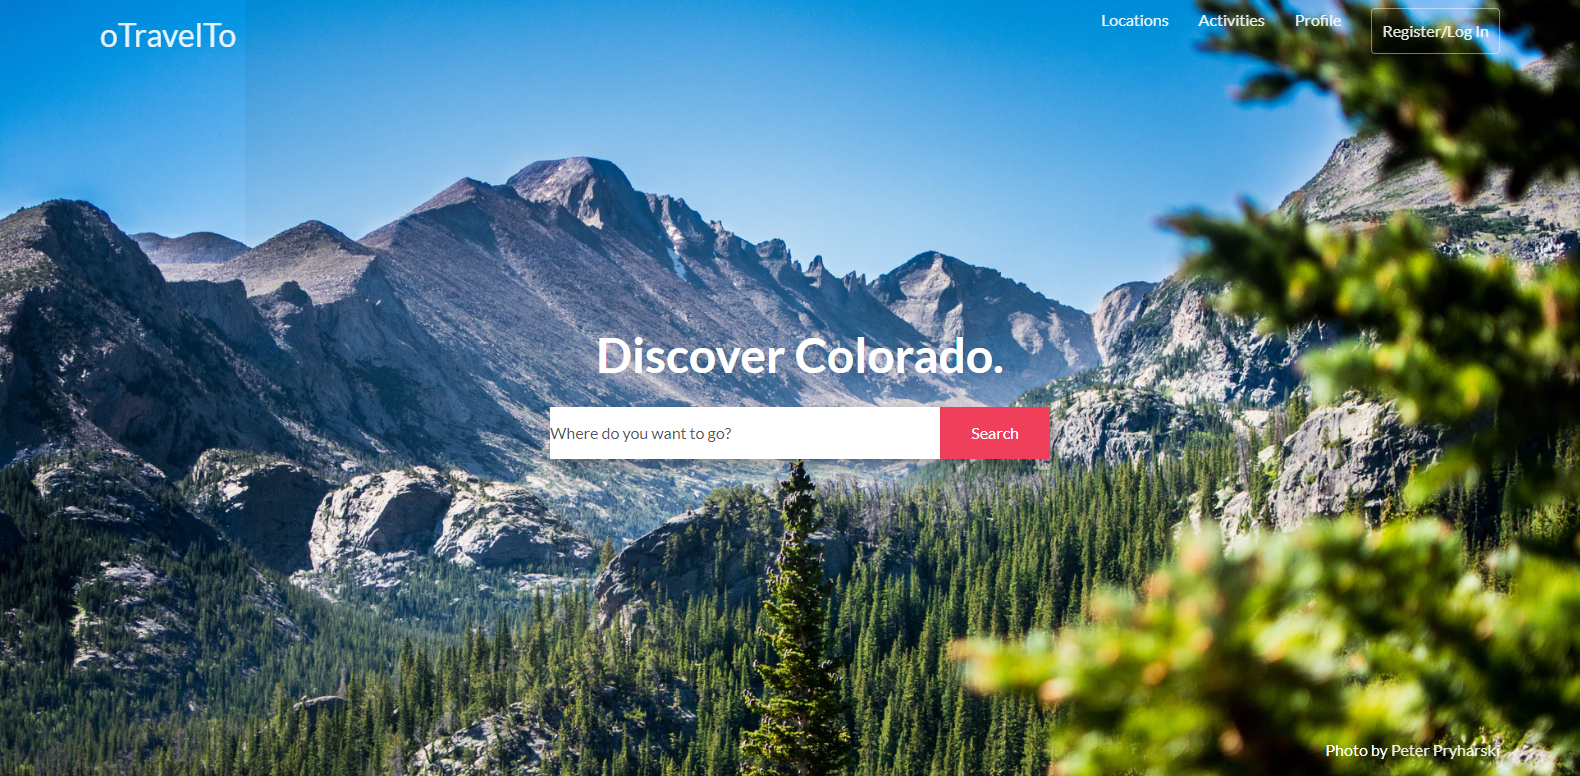 oTravelTo
Locations
Activities
Profile
Register/Log In
Discover Colorado.
Where do you want to go?
Search
Photo by Peter Pryharski